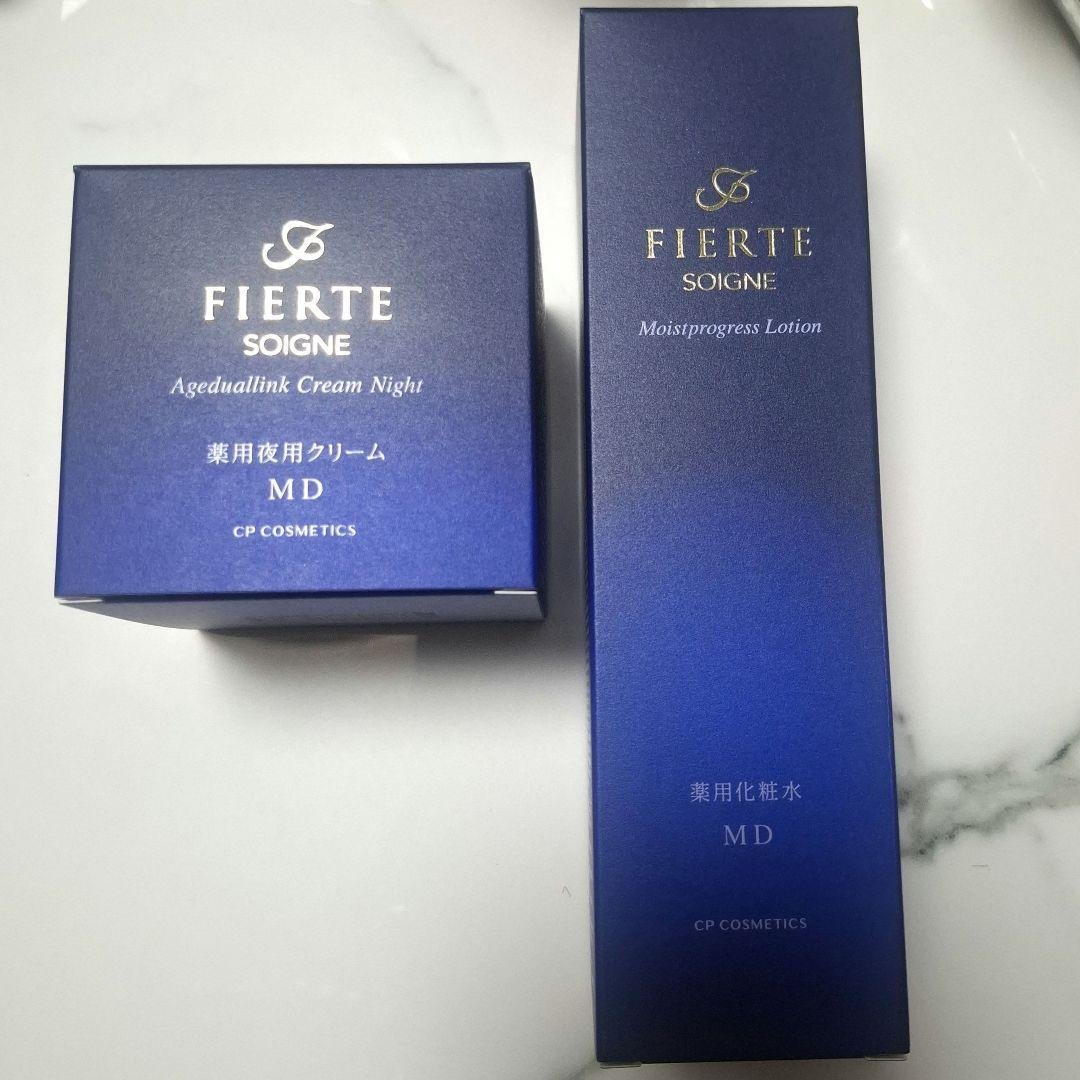 FIERTE
SOIGNE
Ageduallink Cream Night
薬用夜用クリーム
MD
CP COSMETICS
FIERTE
SOIGNE
Moistprogress Lotion
薬用化粧水
MD
CP COSMETICS